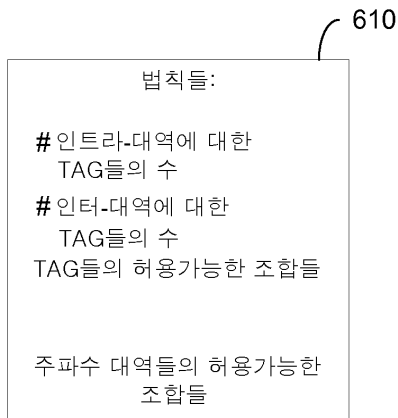 610
법칙들:
# 인트라-대역에 대한
TAG들의 수
# 인터-대역에 대한
TAG들의 수
TAG들의 허용가능한 조합들
주파수 대역들의 허용가능한
조합들